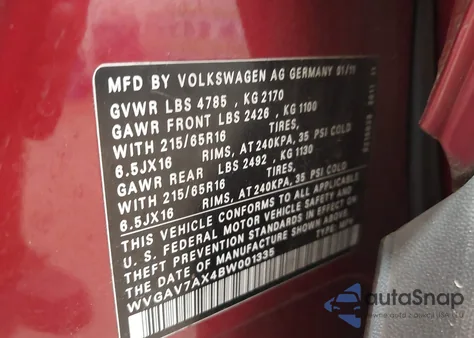 MFD BY VOLKSWAGEN AG GERMANY 01/11
GVWR LBS 4785 , KG 2170
GAWR FRONT LBS 2426 , KG 1100
WITH 215/65R16 TIRES,
6.5JX16 RIMS, AT 240KPA, 35 PSI COLD
GAWR REAR LBS 2492 , KG 1130
WITH 215/65R16 TIRES,
6.5JX16 RIMS, AT 240KPA, 35 PSI COLD
THIS VEHICLE CONFORMS TO ALL APPLICABLE
U. S. FEDERAL MOTOR VEHICLE SAFETY AND
THEFT PREVENTION STANDARDS IN EFFECT ON
THE DATE OF MANUFACTURE SHOWN ABOVE
WVGAV7AX4BW001335 TYPE: MPV
autoSnap